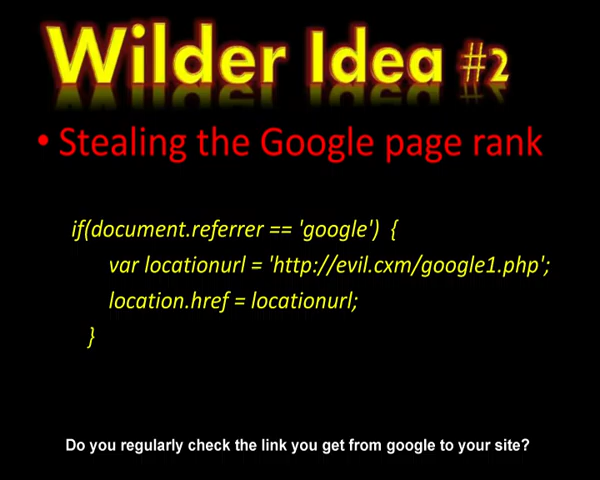 Wilder Idea #2
• Stealing the Google page rank
if(document.referrer == 'google') {
var locationurl = 'http://evil.cxm/google1.php';
location.href = locationurl;
}
Do you regularly check the link you get from google to your site?